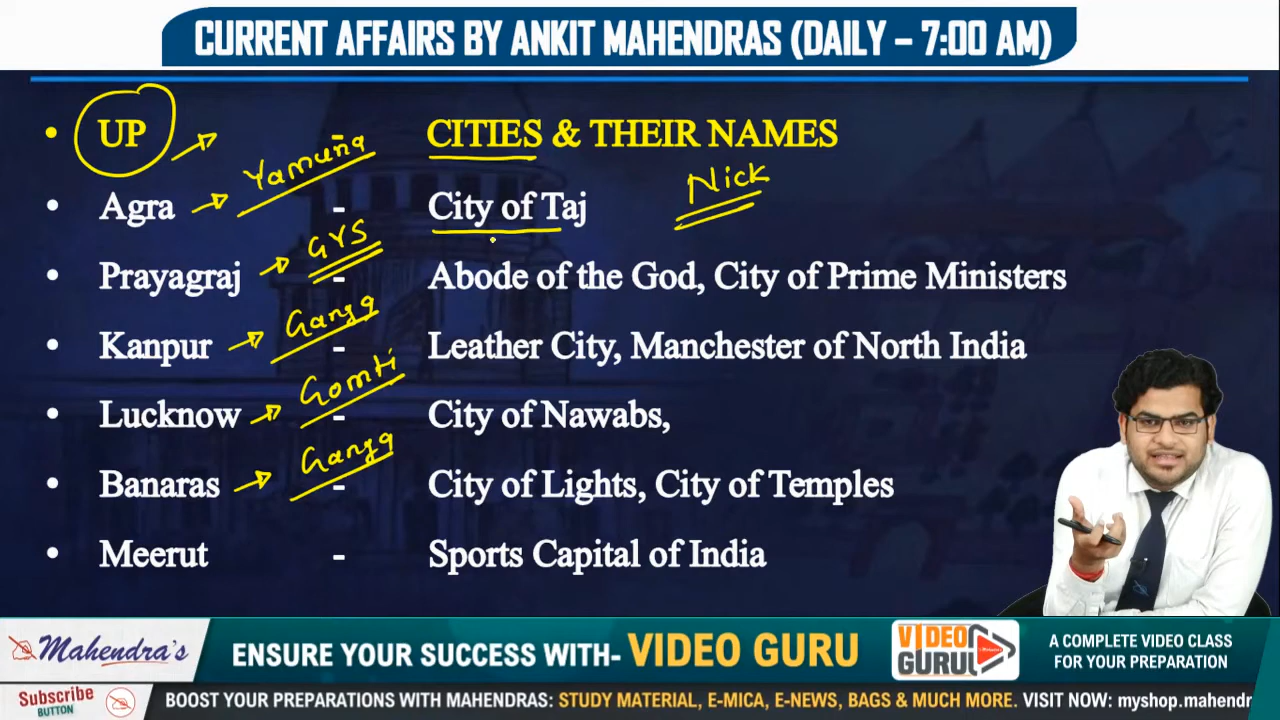 CURRENT AFFAIRS BY ANKIT MAHENDRAS (DAILY – 7:00 AM)
• UP - CITIES & THEIR NAMES
Nick
• Agra → Yamuna - City of Taj
• Prayagraj → GYS - Abode of the God, City of Prime Ministers
• Kanpur → Ganga - Leather City, Manchester of North India
• Lucknow → Gomti - City of Nawabs,
• Banaras → Ganga - City of Lights, City of Temples
• Meerut - Sports Capital of India
Mahendra's
ENSURE YOUR SUCCESS WITH- VIDEO GURU
VIDEO GURU
A COMPLETE VIDEO CLASS
FOR YOUR PREPARATION
Subscribe
BUTTON
BOOST YOUR PREPARATIONS WITH MAHENDRAS: STUDY MATERIAL, E-MICA, E-NEWS, BAGS & MUCH MORE. VISIT NOW: myshop.mahendr